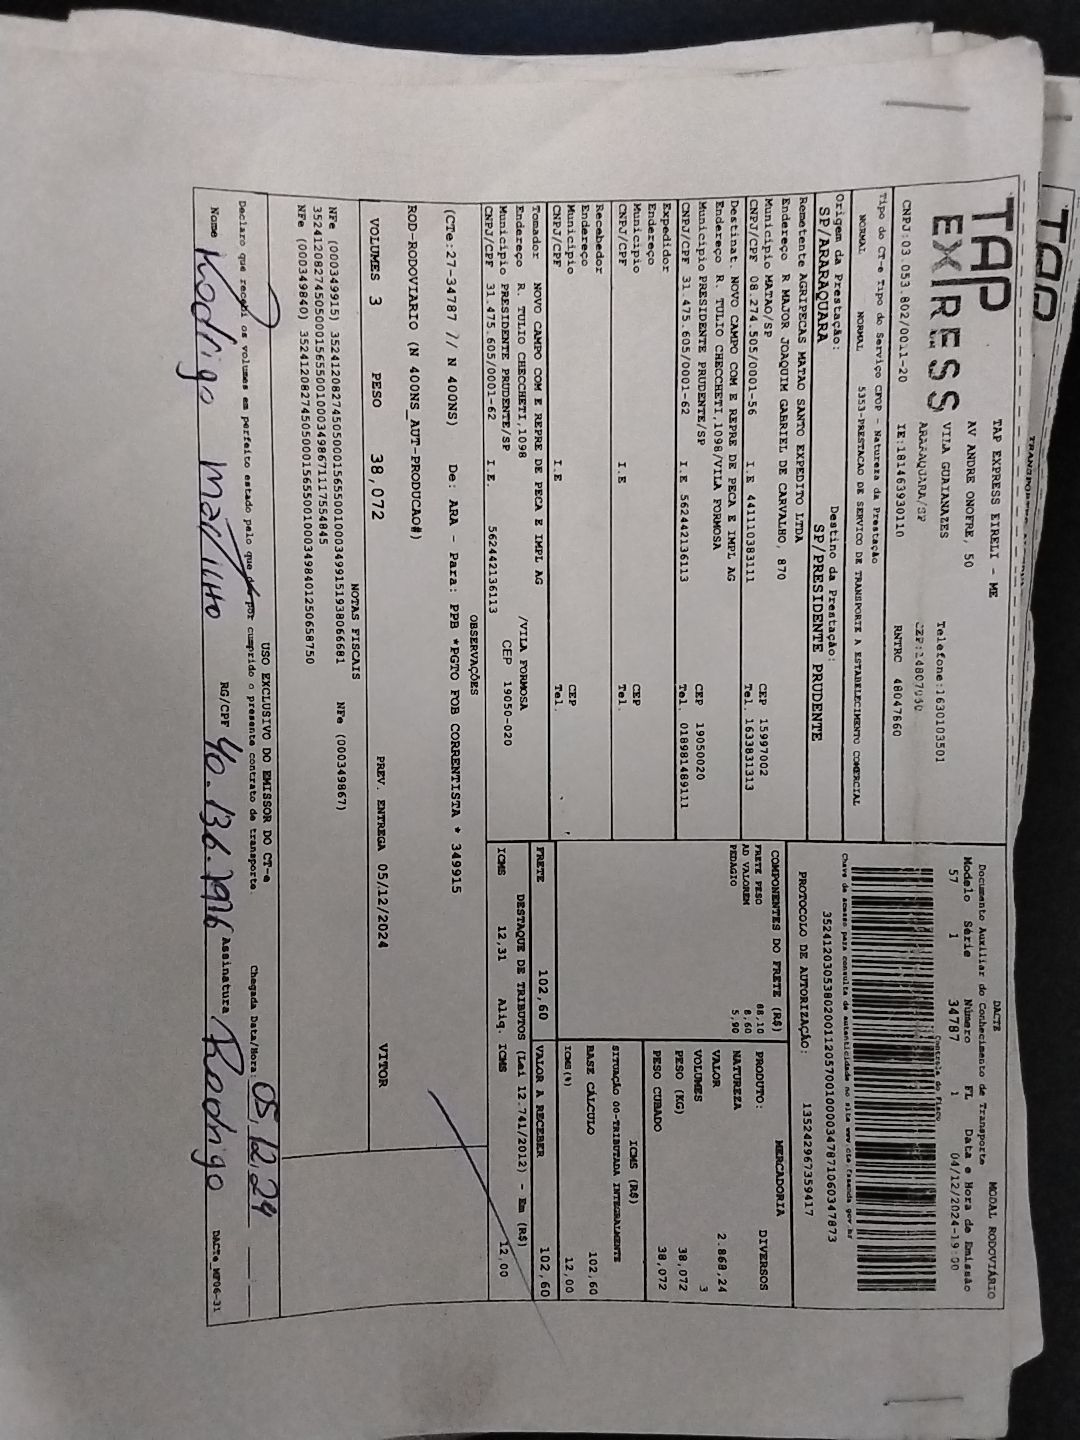 TAP
TAP
EXPRESS
TAP EXPRESS EIRELI - ME
AV ANDRE ONOFRE, 50
VILA GUAIANAZES
ARARAQUARA/SP
Telefone:1630103501
CEP:14807050
CNPJ:03.053.802/0011-20 IE:181463930110 RNTRC 48047660
Tipo do CT-e Tipo do Serviço CFOP - Natureza da Prestação
NORMAL NORMAL 5353-PRESTACAO DE SERVICO DE TRANSPORTE A ESTABELECIMENTO COMERCIAL
Origem da Prestação: Destino da Prestação:
SP/ARARAQUARA SP/PRESIDENTE PRUDENTE
Remetente AGRIPECAS MATAO SANTO EXPEDITO LTDA
Endereço R MAJOR JOAQUIM GABRIEL DE CARVALHO, 870
Município MATAO/SP CEP 15997002
CNPJ/CPF 08.274.505/0001-56 I.E 441110383111 Tel. 1633831313
Destinat. NOVO CAMPO COM E REPRE DE PECA E IMPL AG
Endereço R. TULIO CHECCHETI,1098/VILA FORMOSA
Município PRESIDENTE PRUDENTE/SP CEP 19050020
CNPJ/CPF 31.475.605/0001-62 I.E 562442136113 Tel. 018981489111
Expedidor
Endereço
Município CEP
CNPJ/CPF I.E Tel.
Recebedor
Endereço
Município CEP
CNPJ/CPF I.E Tel.
Tomador NOVO CAMPO COM E REPRE DE PECA E IMPL AG
Endereço R. TULIO CHECCHETI,1098 /VILA FORMOSA
Município PRESIDENTE PRUDENTE/SP CEP 19050-020
CNPJ/CPF 31.475.605/0001-62 I.E. 562442136113
DACTE MODAL RODOVIÁRIO
Documento Auxiliar do Conhecimento de Transporte
Modelo Série Número FL Data e Hora de Emissão
57 1 34787 1 04/12/2024-19:00
Controle do Fisco
Chave de acesso para consulta de autenticidade no site www.cte.fazenda.gov.br
35241203053802001120570010000347871060347873
PROTOCOLO DE AUTORIZAÇÃO: 135242967359417
COMPONENTES DO FRETE (R$)
FRETE PESO 88,10
AD VALOREM 8,60
PEDAGIO 5,90
MERCADORIA
PRODUTO: DIVERSOS
NATUREZA
VALOR 2.868,24
VOLUMES 3
PESO (KG) 38,072
PESO CUBADO 38,072
ICMS (R$)
SITUAÇÃO 00-TRIBUTADA INTEGRALMENTE
BASE CÁLCULO 102,60
ICMS(%) 12,00
FRETE 102,60 VALOR A RECEBER 102,60
DESTAQUE DE TRIBUTOS (Lei 12.741/2012) - Em (R$)
ICMS 12,31 Alíq. ICMS 12,00
OBSERVAÇÕES
(CTe:27-34787 // N 400NS) De: ARA - Para: PPB *PGTO FOB CORRENTISTA * 349915
ROD-RODOVIARIO (N 400NS_AUT-PRODUCAO#)
VOLUMES 3 PESO 38,072 PREV. ENTREGA 05/12/2024 VITOR
NOTAS FISCAIS
NFe (000349915) 35241208274505000156550010003499151938066681 NFe (000349867)
35241208274505000156550010003498671117554845
NFe (000349840) 35241208274505000156550010003498401250658750
USO EXCLUSIVO DO EMISSOR DO CT-e
Declaro que recebi os volumes em perfeito estado pelo que dou por cumprido o presente contrato de transporte Chegada Data/Hora: 05,12,24
Nome Rodrigo Marinho RG/CPF 40.136.1976 Assinatura Rodrigo DACTe_WF06-31